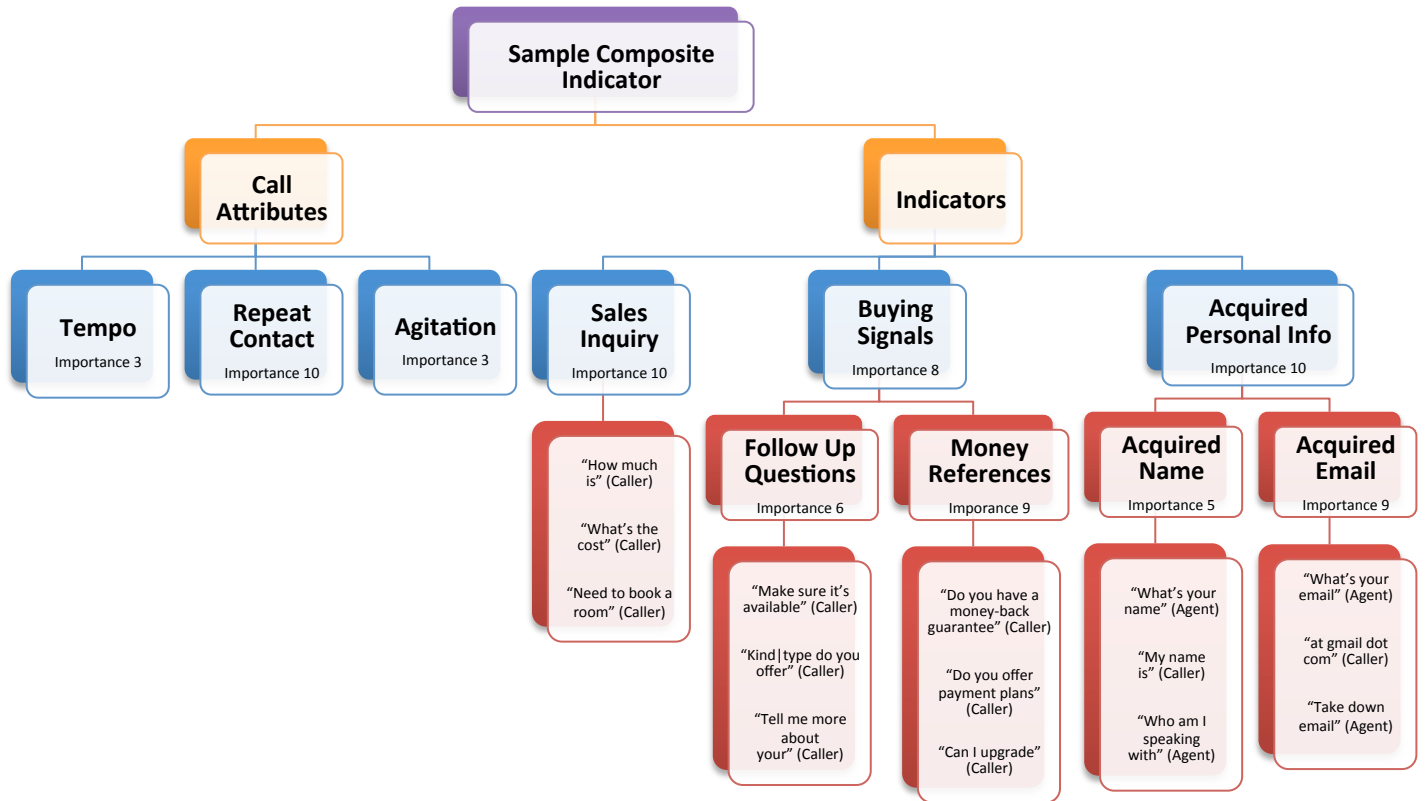 Sample Composite
Indicator
Call
Attributes
Indicators
Tempo
Importance 3
Repeat
Contact
Importance 10
Agitation
Importance 3
Sales
Inquiry
Importance 10
Buying
Signals
Importance 8
Acquired
Personal Info
Importance 10
“How much
is” (Caller)
“What’s the
cost” (Caller)
“Need to book a
room” (Caller)
Follow Up
Questions
Importance 6
Money
References
Imporance 9
Acquired
Name
Importance 5
Acquired
Email
Importance 9
“Make sure it’s
available” (Caller)
“Kind|type do you
offer” (Caller)
“Tell me more
about
your” (Caller)
“Do you have a
money-back
guarantee” (Caller)
“Do you offer
payment plans”
(Caller)
“Can I upgrade”
(Caller)
“What’s your
name” (Agent)
“My name
is” (Caller)
“Who am I
speaking
with” (Agent)
“What’s your
email” (Agent)
“at gmail dot
com” (Caller)
“Take down
email” (Agent)